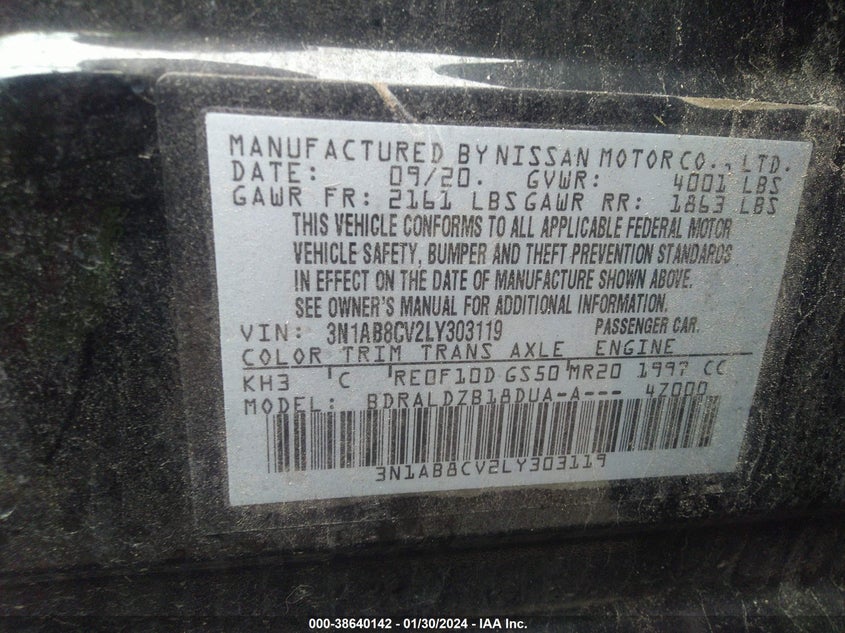 MANUFACTURED BY NISSAN MOTOR CO., LTD.
DATE: 09/20. GVWR: 4001 LBS
GAWR FR: 2161 LBS GAWR RR: 1863 LBS
THIS VEHICLE CONFORMS TO ALL APPLICABLE FEDERAL MOTOR
VEHICLE SAFETY, BUMPER AND THEFT PREVENTION STANDARDS
IN EFFECT ON THE DATE OF MANUFACTURE SHOWN ABOVE.
SEE OWNER'S MANUAL FOR ADDITIONAL INFORMATION.
VIN: 3N1AB8CV2LY303119 PASSENGER CAR.
COLOR TRIM TRANS AXLE ENGINE
KH3 C RE0F10D GS50 MR20 1997 CC
MODEL: BDRALDZB18DUA-A--- 4Z000
3N1AB8CV2LY303119
000-38640142 - 01/30/2024 - IAA Inc.